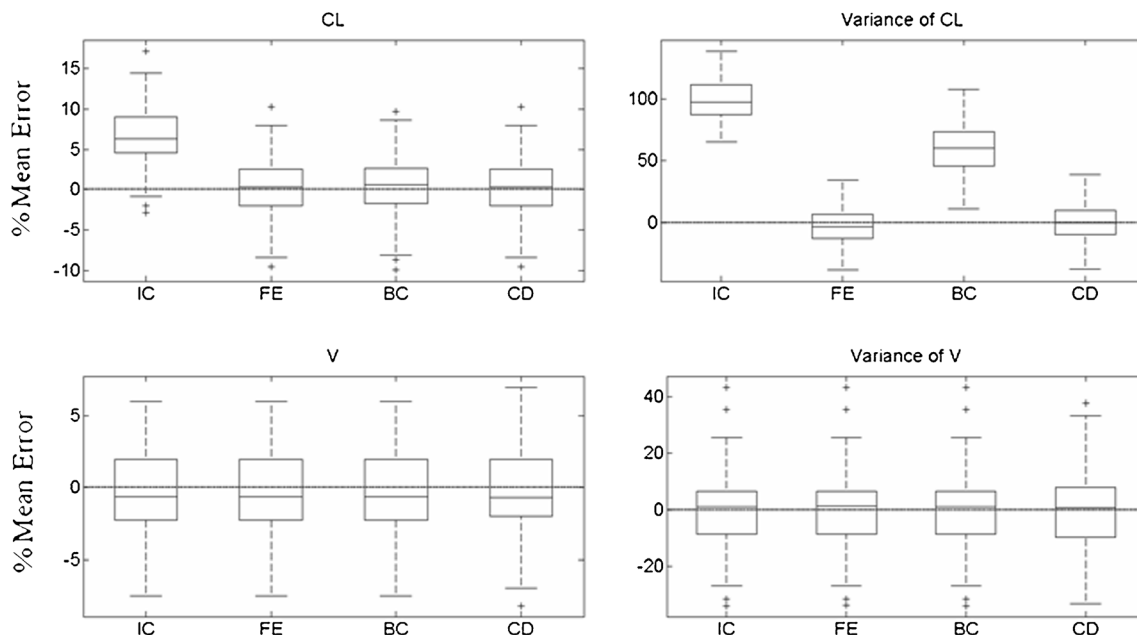 CL
%Mean Error
15
10
5
0
-5
-10
IC FE BC CD
Variance of CL
100
50
0
IC FE BC CD
V
%Mean Error
5
0
-5
IC FE BC CD
Variance of V
40
20
0
-20
IC FE BC CD